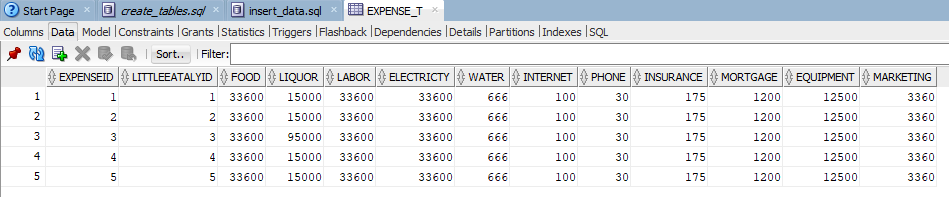 Start Page × create_tables.sql × insert_data.sql × EXPENSE_T ×
Columns Data Model Constraints Grants Statistics Triggers Flashback Dependencies Details Partitions Indexes SQL
Sort.. Filter:
EXPENSEID LITTLEEATALYID FOOD LIQUOR LABOR ELECTRICTY WATER INTERNET PHONE INSURANCE MORTGAGE EQUIPMENT MARKETING
1 1 1 33600 15000 33600 33600 666 100 30 175 1200 12500 3360
2 2 2 33600 15000 33600 33600 666 100 30 175 1200 12500 3360
3 3 3 33600 95000 33600 33600 666 100 30 175 1200 12500 3360
4 4 4 33600 15000 33600 33600 666 100 30 175 1200 12500 3360
5 5 5 33600 15000 33600 33600 666 100 30 175 1200 12500 3360